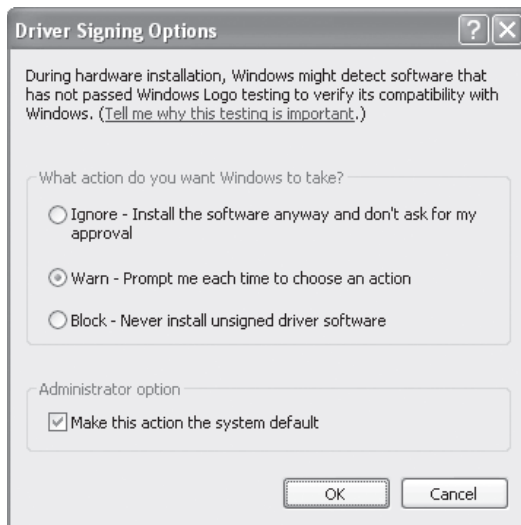 Driver Signing Options
During hardware installation, Windows might detect software that
has not passed Windows Logo testing to verify its compatibility with
Windows. (Tell me why this testing is important.)
What action do you want Windows to take?
Ignore - Install the software anyway and don't ask for my
approval
Warn - Prompt me each time to choose an action
Block - Never install unsigned driver software
Administrator option
Make this action the system default
OK
Cancel